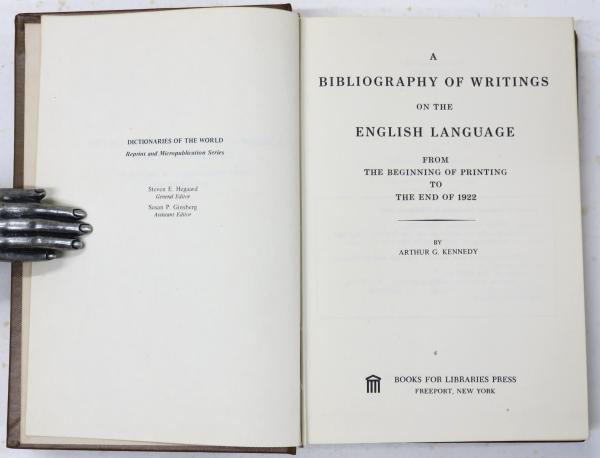 DICTIONARIES OF THE WORLD
Reprint and Micropublication Series
Steven E. Hegaard
General Editor
Susan P. Ginsberg
Assistant Editor
A
BIBLIOGRAPHY OF WRITINGS
ON THE
ENGLISH LANGUAGE
FROM
THE BEGINNING OF PRINTING
TO
THE END OF 1922
BY
ARTHUR G. KENNEDY
BOOKS FOR LIBRARIES PRESS
FREEPORT, NEW YORK